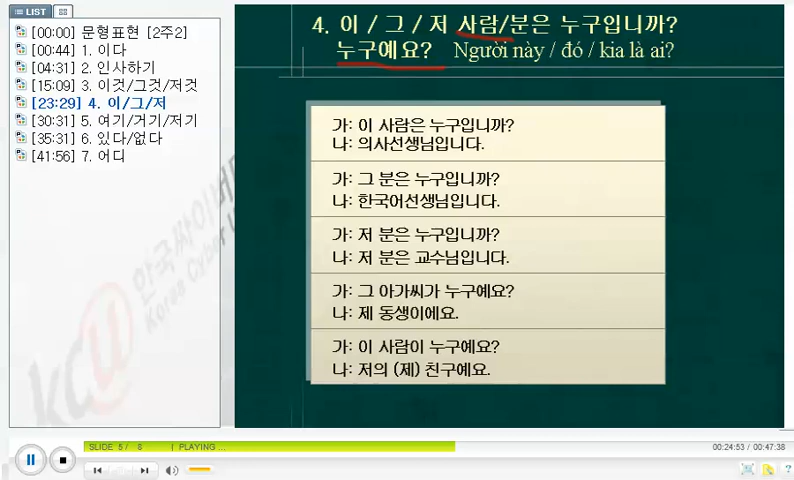 LIST
[00:00] 문형표현 [2주2]
[00:44] 1. 이다
[04:31] 2. 인사하기
[15:09] 3. 이것/그것/저것
[23:29] 4. 이/그/저
[30:31] 5. 여기/거기/저기
[35:31] 6. 있다/없다
[41:56] 7. 어디
4. 이 / 그 / 저 사람/분은 누구입니까?
누구예요? Người này / đó / kia là ai?
가: 이 사람은 누구입니까?
나: 의사선생님입니다.
가: 그 분은 누구입니까?
나: 한국어선생님입니다.
가: 저 분은 누구입니까?
나: 저 분은 교수님입니다.
가: 그 아가씨가 누구예요?
나: 제 동생이에요.
가: 이 사람이 누구예요?
나: 저의 (제) 친구예요.
kcu
한국싸이버
Korea Cyber
SLIDE 5 / 8 | PLAYING ...
00:24:53 / 00:47:38